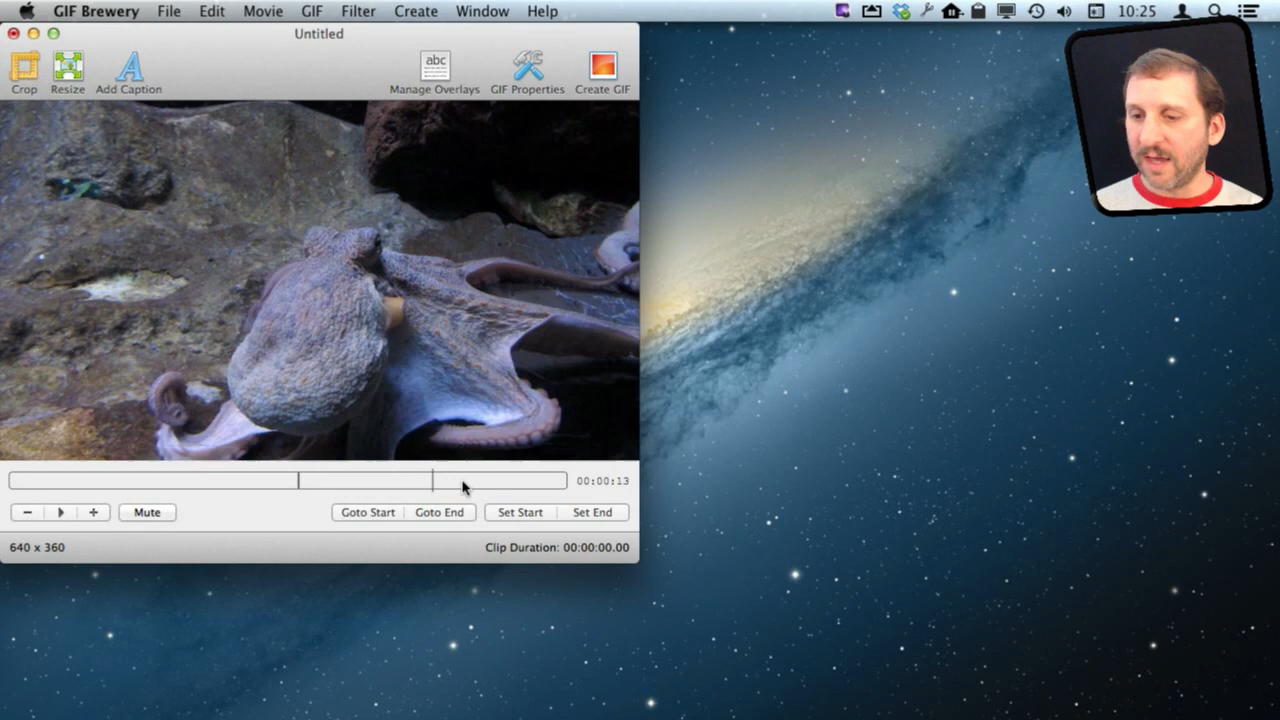 GIF Brewery File Edit Movie GIF Filter Create Window Help 10:25
Untitled
abc
Crop Resize Add Caption Manage Overlays GIF Properties Create GIF
00:00:13
Mute Goto Start Goto End Set Start Set End
640 x 360 Clip Duration: 00:00:00.00